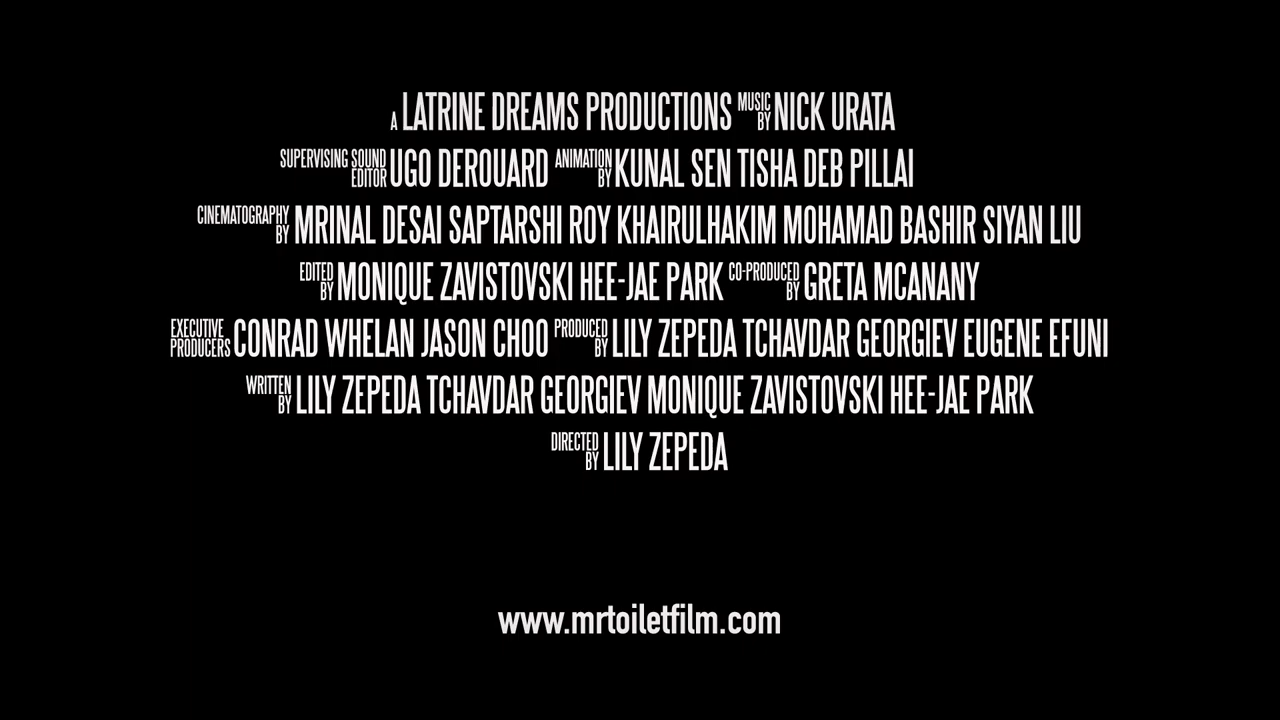 A LATRINE DREAMS PRODUCTIONS MUSIC BY NICK URATA
SUPERVISING SOUND EDITOR UGO DEROUARD ANIMATION BY KUNAL SEN TISHA DEB PILLAI
CINEMATOGRAPHY BY MRINAL DESAI SAPTARSHI ROY KHAIRULHAKIM MOHAMAD BASHIR SIYAN LIU
EDITED BY MONIQUE ZAVISTOVSKI HEE-JAE PARK CO-PRODUCED BY GRETA MCANANY
EXECUTIVE PRODUCERS CONRAD WHELAN JASON CHOO PRODUCED BY LILY ZEPEDA TCHAVDAR GEORGIEV EUGENE EFUNI
WRITTEN BY LILY ZEPEDA TCHAVDAR GEORGIEV MONIQUE ZAVISTOVSKI HEE-JAE PARK
DIRECTED BY LILY ZEPEDA
www.mrtoiletfilm.com